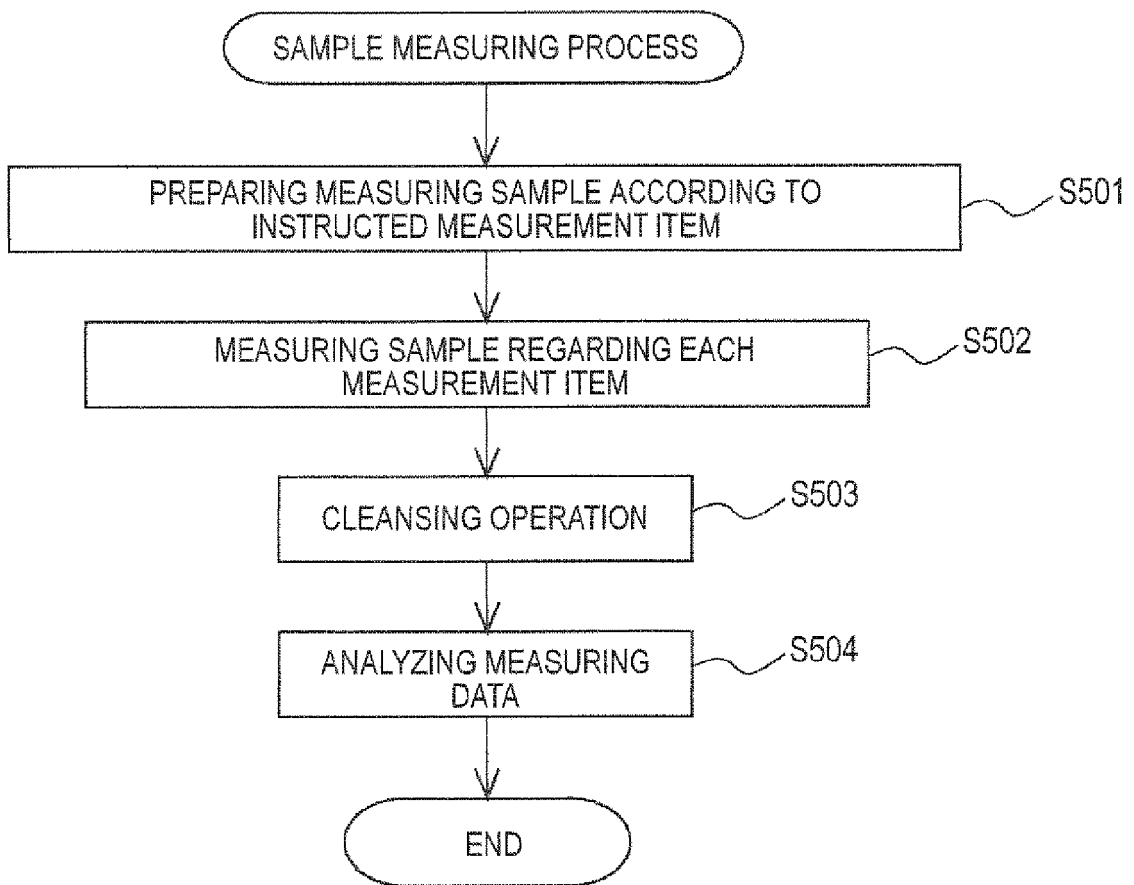 SAMPLE MEASURING PROCESS
PREPARING MEASURING SAMPLE ACCORDING TO
INSTRUCTED MEASUREMENT ITEM
S501
MEASURING SAMPLE REGARDING EACH
MEASUREMENT ITEM
S502
CLEANSING OPERATION
S503
ANALYZING MEASURING
DATA
S504
END